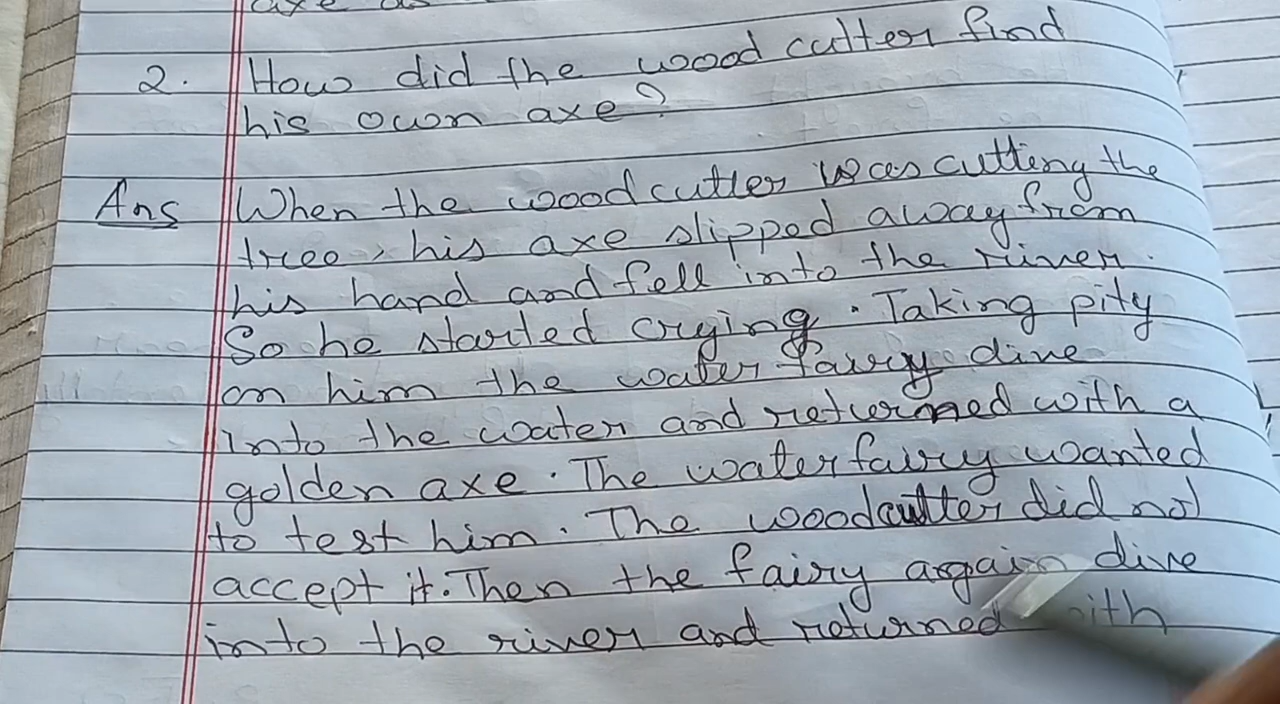 axe as
2. How did the wood cutter find
his own axe?
Ans When the woodcutter was cutting the
tree, his axe slipped away from
his hand and fell into the river.
So he started crying. Taking pity
on him the water fairy dive
into the water and returned with a
golden axe. The water fairy wanted
to test him. The woodcutter did not
accept it. Then the fairy again dive
into the river and returned with